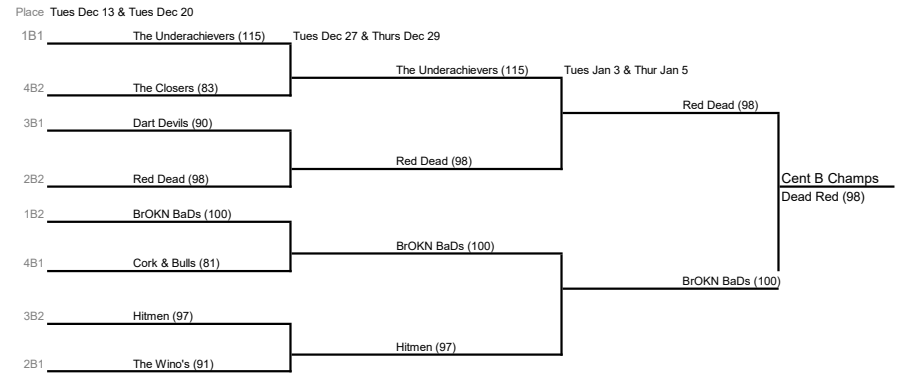 Place Tues Dec 13 & Tues Dec 20
1B1 The Underachievers (115) Tues Dec 27 & Thurs Dec 29
The Underachievers (115) Tues Jan 3 & Thur Jan 5
4B2 The Closers (83)
Red Dead (98)
3B1 Dart Devils (90)
Red Dead (98)
2B2 Red Dead (98)
Cent B Champs
Dead Red (98)
1B2 BrOKN BaDs (100)
BrOKN BaDs (100)
4B1 Cork & Bulls (81)
BrOKN BaDs (100)
3B2 Hitmen (97)
Hitmen (97)
2B1 The Wino's (91)